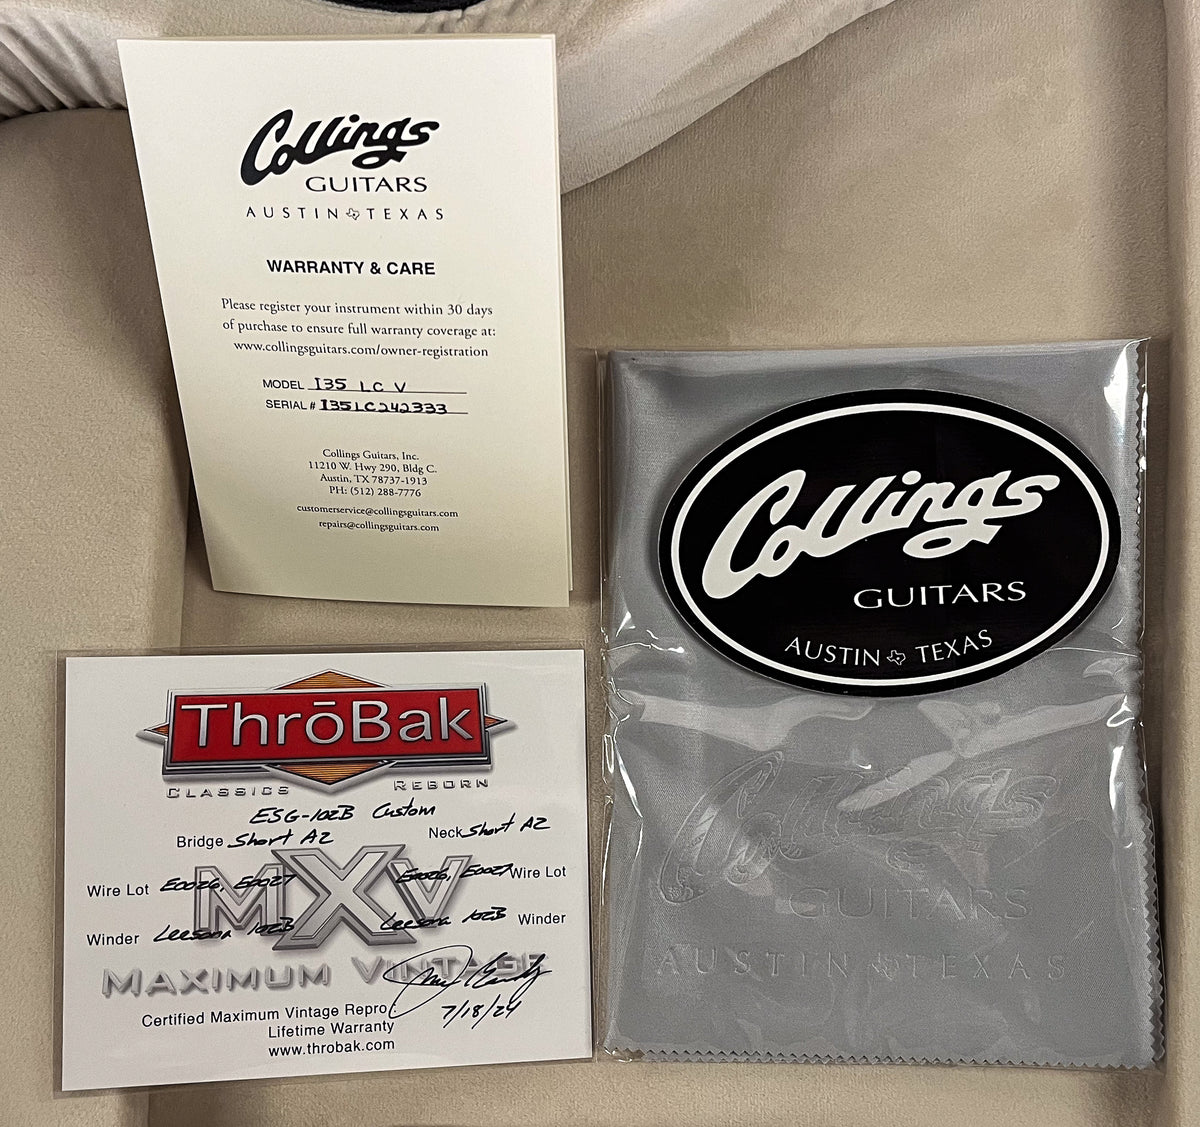 Collings
GUITARS
AUSTIN TEXAS
WARRANTY & CARE
Please register your instrument within 30 days
of purchase to ensure full warranty coverage at:
www.collingsguitars.com/owner-registration
MODEL I35 LC V
SERIAL # I35LC242333
Collings Guitars, Inc.
11210 W. Hwy 290, Bldg C.
Austin, TX 78737-1913
PH: (512) 288-7776
customerservice@collingsguitars.com
repairs@collingsguitars.com
Collings
GUITARS
AUSTIN TEXAS
Collings
GUITARS
AUSTIN TEXAS
ThrōBak
CLASSICS REBORN
ESG-102B Custom
Bridge Short A2 Neck Short A2
Wire Lot E0026, E0027 E0026, E0027 Wire Lot
MXV
Winder Leesona 102B Leesona 102B Winder
MAXIMUM VINTAGE
Certified Maximum Vintage Repro 7/18/24
Lifetime Warranty
www.throbak.com